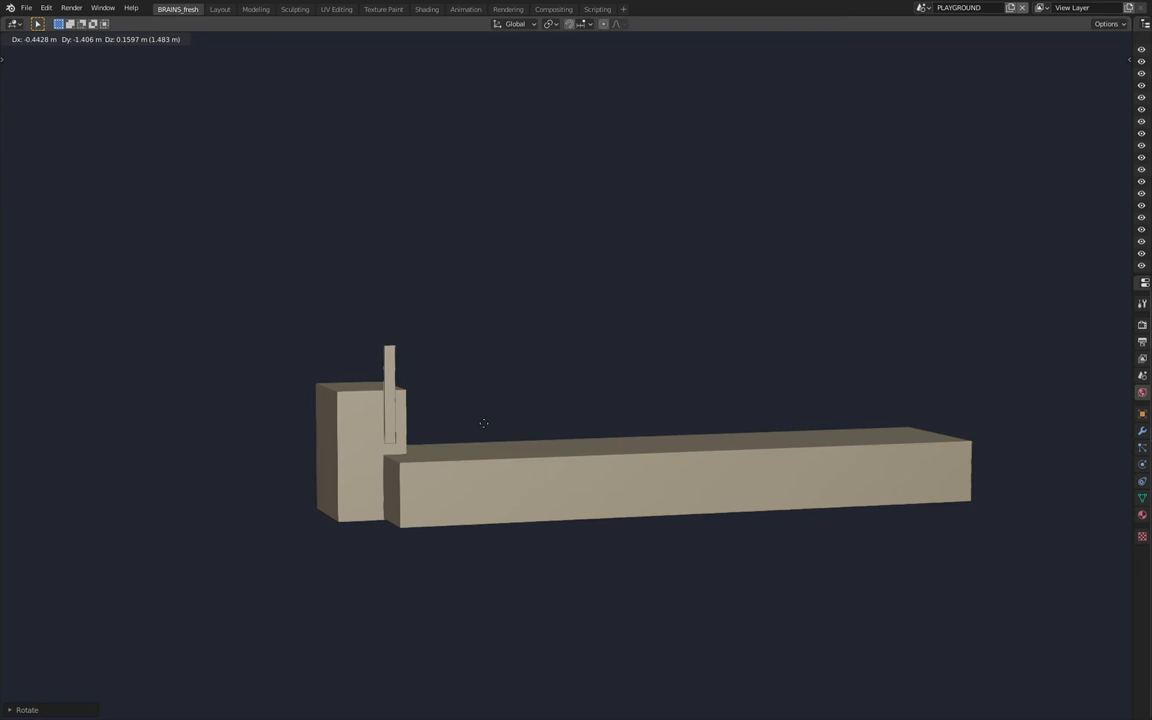 BRAINS_fresh Layout Modeling Sculpting UV Editing Texture Paint Shading Animation Rendering Compositing Scripting
File Edit Render Window Help
PLAYGROUND
View Layer
Global
Options
Dx: -0.4428 m Dy: -1.406 m Dz: 0.1597 m (1.483 m)
Rotate